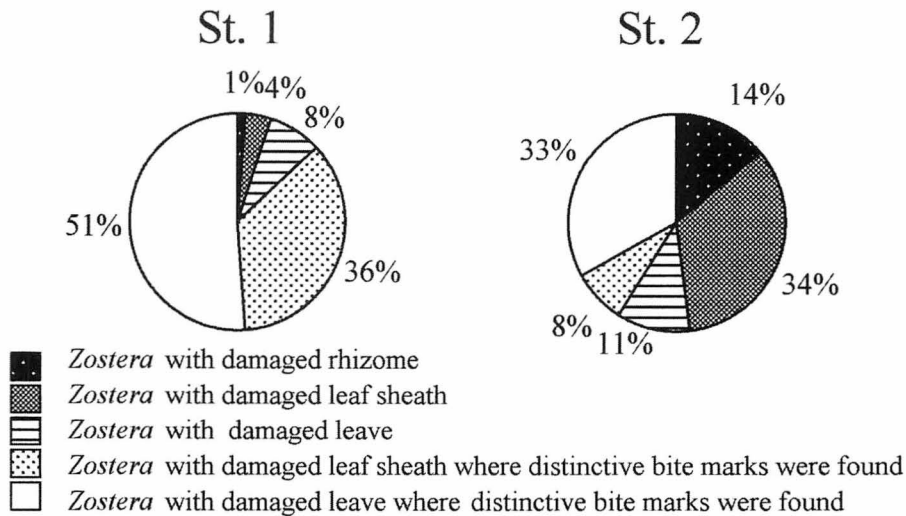 St. 1
St. 2
1%
4%
8%
36%
51%
14%
34%
11%
8%
33%
Zostera with damaged rhizome
Zostera with damaged leaf sheath
Zostera with damaged leave
Zostera with damaged leaf sheath where distinctive bite marks were found
Zostera with damaged leave where distinctive bite marks were found